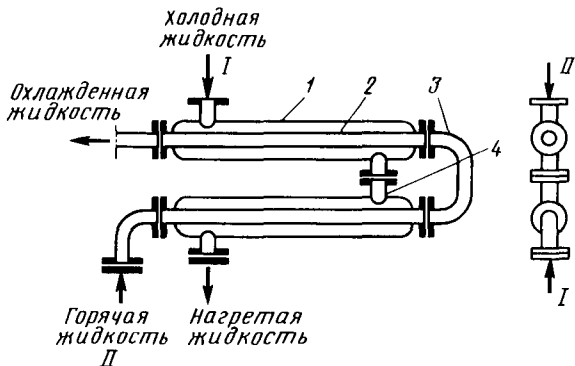 Холодная
жидкость
I
Охлажденная
жидкость
1
2
3
4
II
Горячая
жидкость
II
Нагретая
жидкость
I